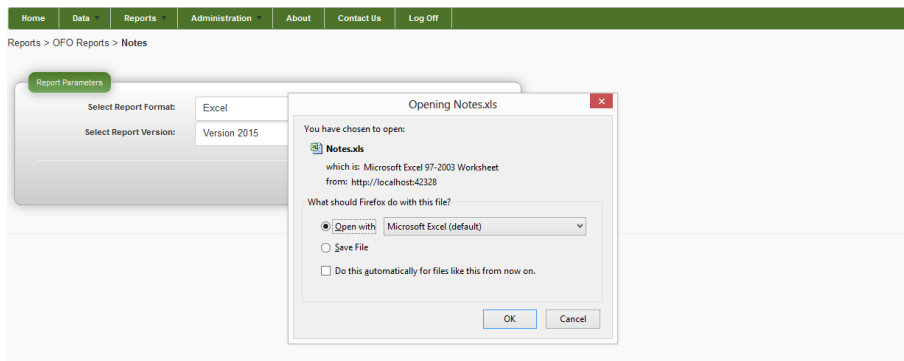 Home Data Reports Administration About Contact Us Log Off
Reports > OFO Reports > Notes
Report Parameters
Select Report Format: Excel
Select Report Version: Version 2015
Opening Notes.xls
You have chosen to open:
Notes.xls
which is: Microsoft Excel 97-2003 Worksheet
from: http://localhost:42328
What should Firefox do with this file?
Open with Microsoft Excel (default)
Save File
Do this automatically for files like this from now on.
OK Cancel